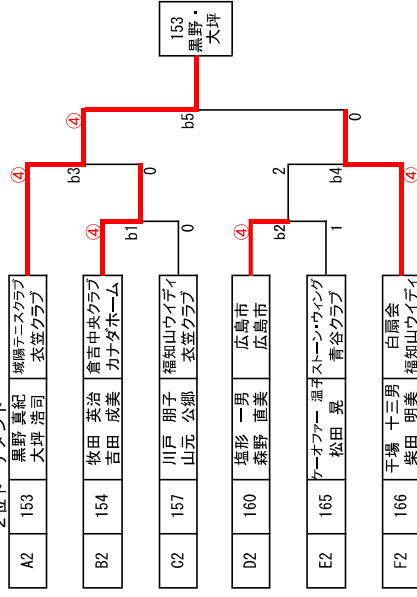 153
黒野・
大坪
④
b5
④
b3
0
④
b1
0
0
2
b4
④
④
b2
1
城陽テニスクラブ
衣笠クラブ
黒野 真紀
大坪 浩司
153
A2
倉吉中央クラブ
カナダホーム
牧田 英治
吉田 成美
154
B2
福知山ウイディ
衣笠クラブ
川戸 朋子
山元 公郷
157
C2
広島市
広島市
塩形 一男
森野 直美
160
D2
ストーン・ウィング
青谷クラブ
ケーオファー 温子
松田 晃
165
E2
白扇会
福知山ウイディ
干場 十三男
柴田 明美
166
F2